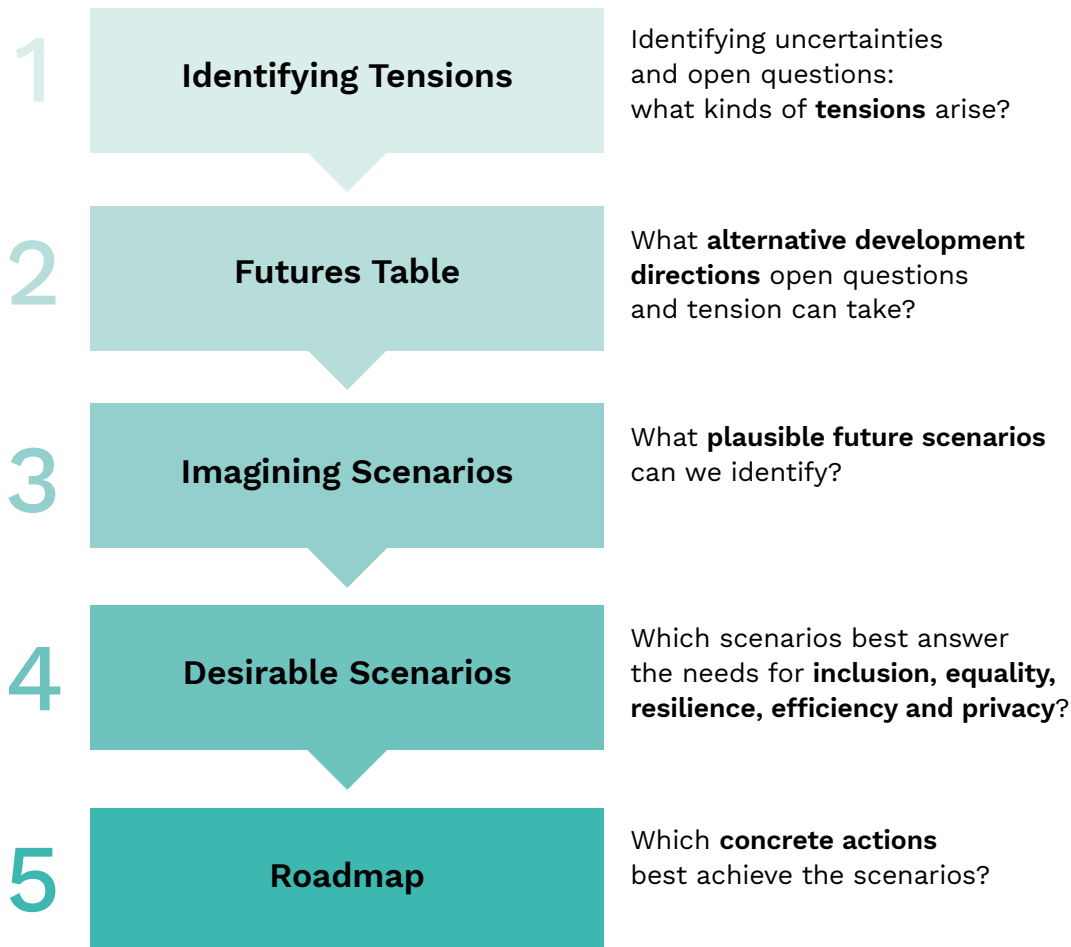 1
Identifying Tensions
Identifying uncertainties
and open questions:
what kinds of tensions arise?
2
Futures Table
What alternative development
directions open questions
and tension can take?
3
Imagining Scenarios
What plausible future scenarios
can we identify?
4
Desirable Scenarios
Which scenarios best answer
the needs for inclusion, equality,
resilience, efficiency and privacy?
5
Roadmap
Which concrete actions
best achieve the scenarios?